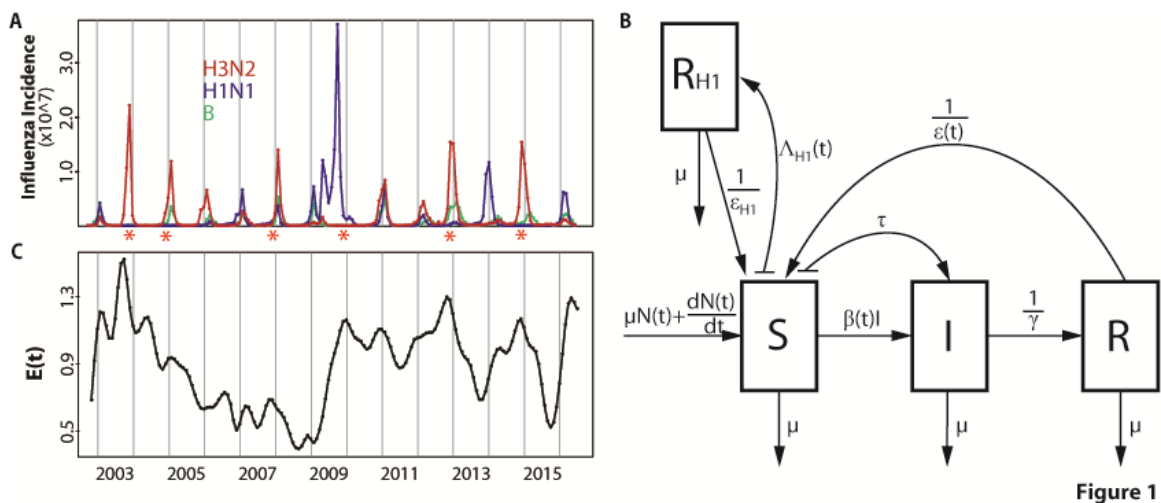 A
Influenza Incidence
(x10^7)
3.0
2.0
1.0
H3N2
H1N1
B
* * * * * *
C
E(t)
1.3
0.9
0.5
2003 2005 2007 2009 2011 2013 2015
B
RH1
μ
1/εH1
ΛH1(t)
1/ε(t)
τ
μN(t)+dN(t)/dt
S
β(t)I
I
1/γ
R
μ
μ
μ
Figure 1